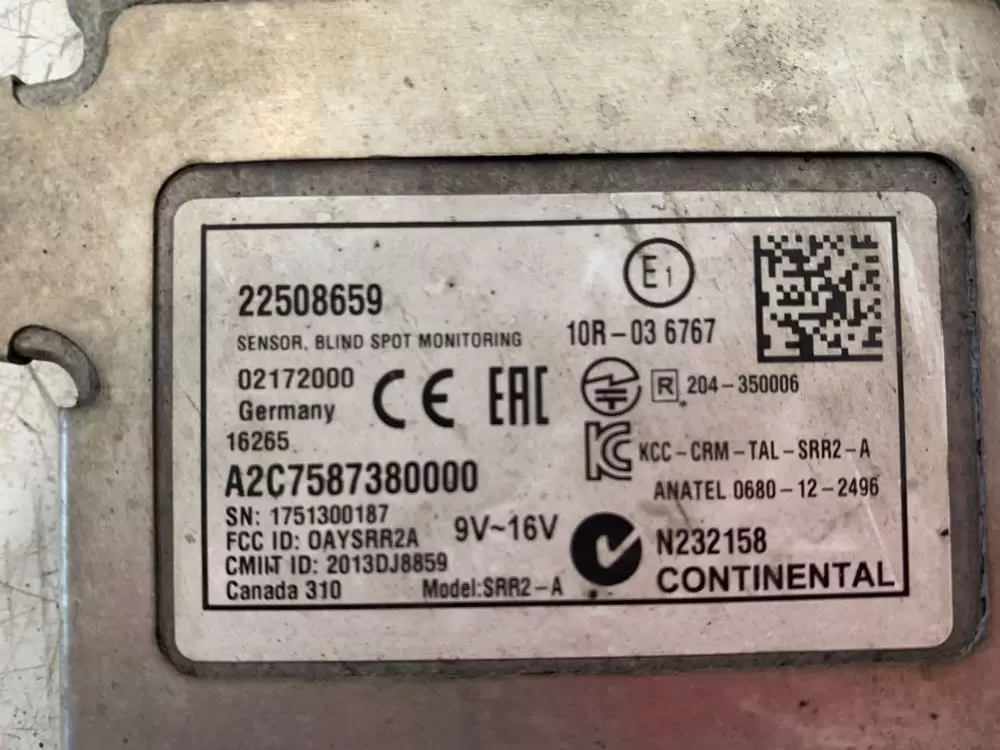 22508659
SENSOR, BLIND SPOT MONITORING
02172000
Germany
16265
A2C7587380000
SN: 1751300187
FCC ID: OAYSRR2A
CMIIT ID: 2013DJ8859
Canada 310
Model:SRR2-A
CE
EAC
9V~16V
E1
10R-03 6767
R 204-350006
KCC-CRM-TAL-SRR2-A
ANATEL 0680-12-2496
N232158
CONTINENTAL